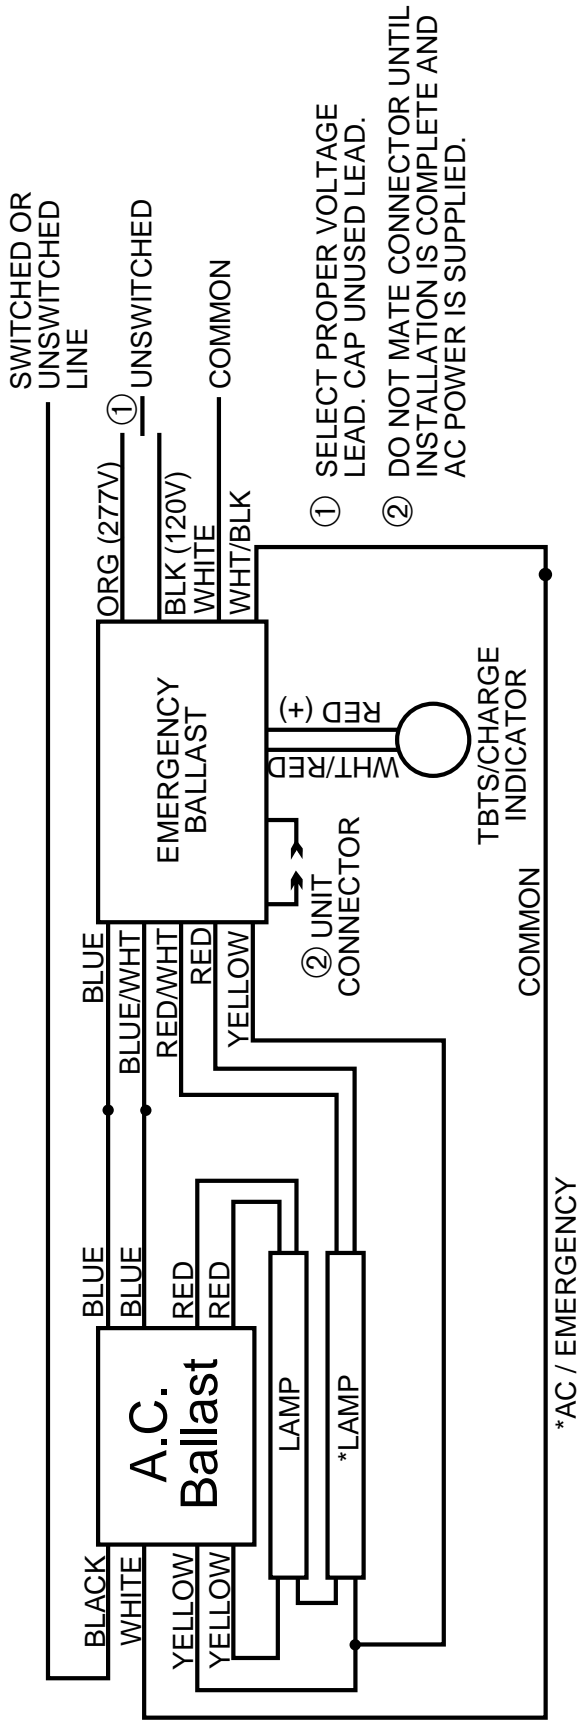 SWITCHED OR
UNSWITCHED
LINE
ORG (277V)
① UNSWITCHED
BLK (120V)
WHITE
COMMON
WHT/BLK
EMERGENCY
BALLAST
BLUE
BLUE/WHT
RED/WHT
RED
YELLOW
RED (+)
WHT/RED
TBTS/CHARGE
INDICATOR
② UNIT
CONNECTOR
BLUE
BLUE
RED
RED
A.C.
Ballast
BLACK
WHITE
YELLOW
YELLOW
LAMP
*LAMP
COMMON
*AC / EMERGENCY
① SELECT PROPER VOLTAGE
LEAD. CAP UNUSED LEAD.
② DO NOT MATE CONNECTOR UNTIL
INSTALLATION IS COMPLETE AND
AC POWER IS SUPPLIED.